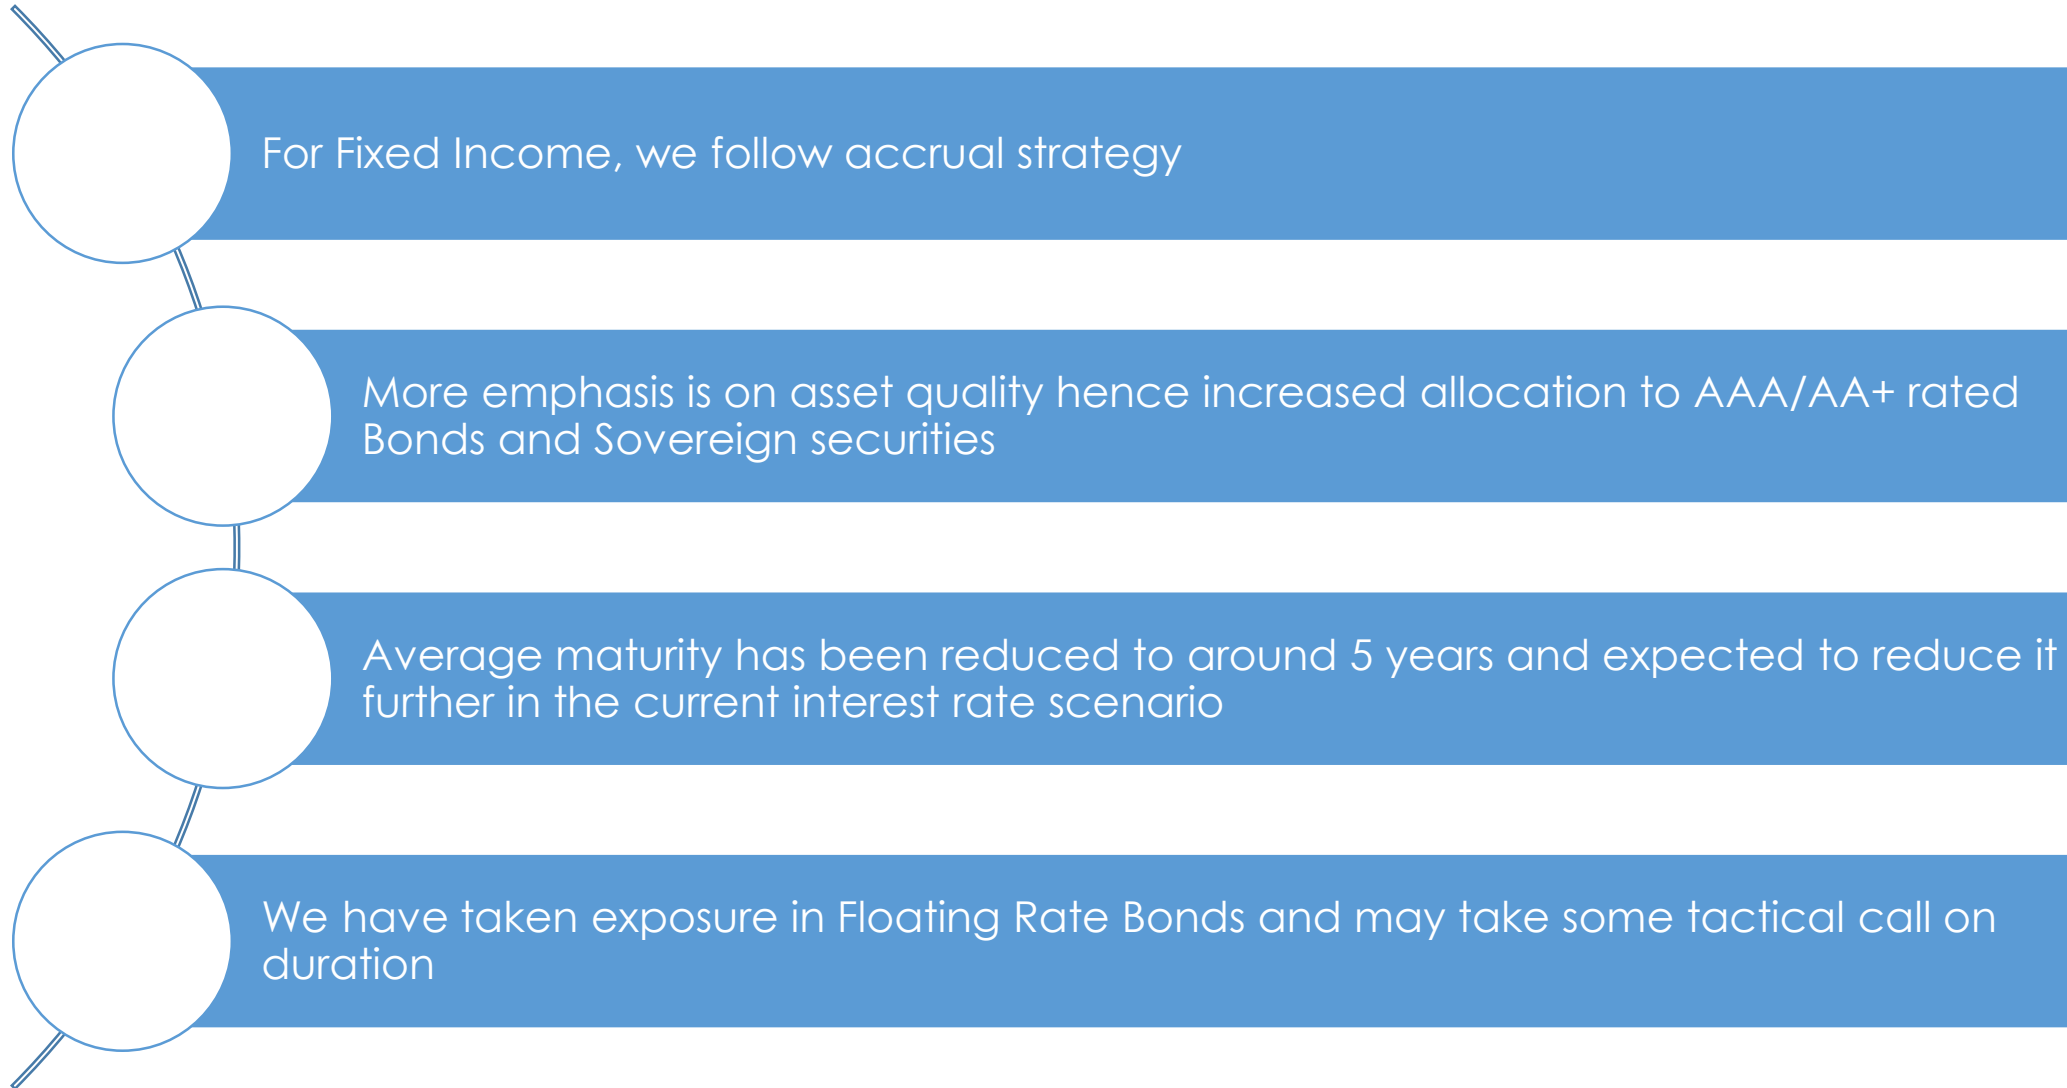 For Fixed Income, we follow accrual strategy
More emphasis is on asset quality hence increased allocation to AAA/AA+ rated
Bonds and Sovereign securities
Average maturity has been reduced to around 5 years and expected to reduce it
further in the current interest rate scenario
We have taken exposure in Floating Rate Bonds and may take some tactical call on
duration